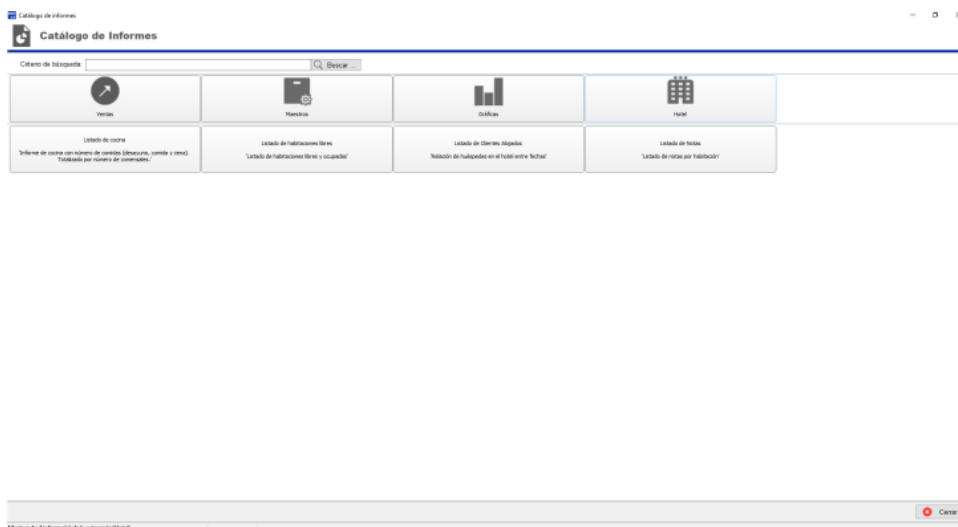 Catálogo de informes
Catálogo de Informes
Criterio de búsqueda
Buscar ...
Ventas
Maestros
Gráficas
Hotel
Listado de cocina
'Informe de cocina con número de comidas (desayuno, comida y cena).
Totalizado por número de comensales.'
Listado de habitaciones libres
'Listado de habitaciones libres y ocupadas'
Listado de Clientes Alojados
'Relación de huéspedes en el hotel entre fechas'
Listado de Notas
'Listado de notas por habitación'
Cerrar